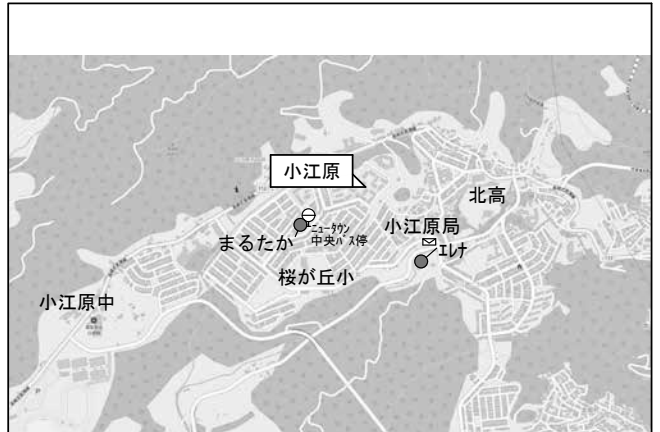 小江原
北高
小江原局
ニュータウン
中央バス停
まるたか
エレナ
桜が丘小
小江原中